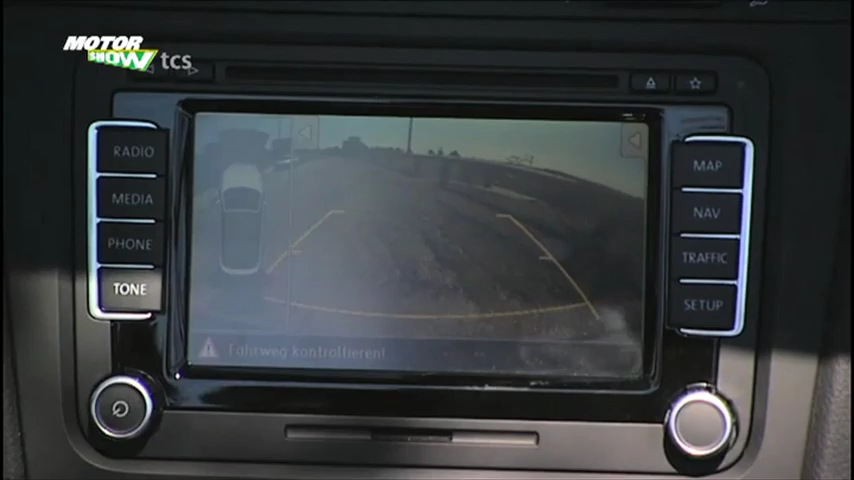 MOTOR
SHOW tcs
RADIO
MEDIA
PHONE
TONE
MAP
NAV
TRAFFIC
SETUP
Fahrweg kontrollieren!